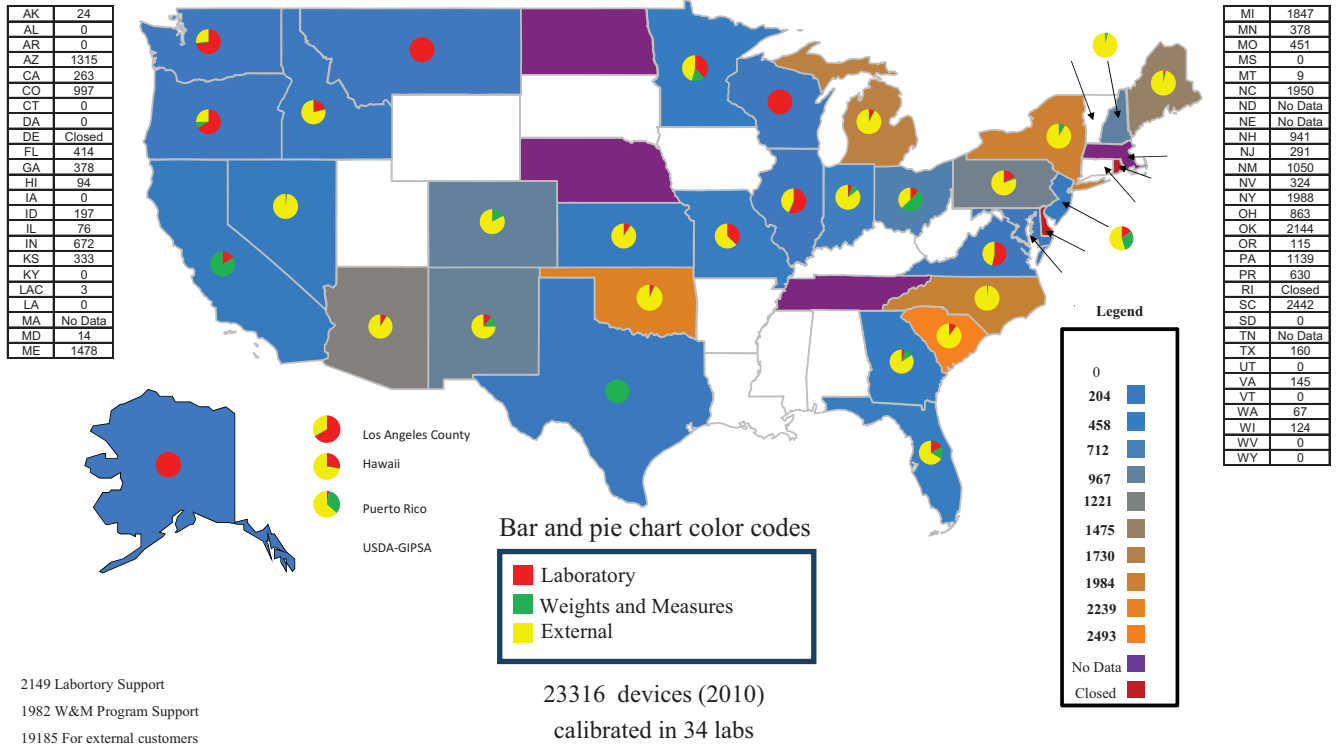 AK 24
AL 0
AR 0
AZ 1315
CA 263
CO 997
CT 0
DA 0
DE Closed
FL 414
GA 378
HI 94
IA 0
ID 197
IL 76
IN 672
KS 333
KY 0
LAC 3
LA 0
MA No Data
MD 14
ME 1478
MI 1847
MN 378
MO 451
MS 0
MT 9
NC 1950
ND No Data
NE No Data
NH 941
NJ 291
NM 1050
NV 324
NY 1988
OH 863
OK 2144
OR 115
PA 1139
PR 630
RI Closed
SC 2442
SD 0
TN No Data
TX 160
UT 0
VA 145
VT 0
WA 67
WI 124
WV 0
WY 0
Legend
0
204
458
712
967
1221
1475
1730
1984
2239
2493
No Data
Closed
Los Angeles County
Hawaii
Puerto Rico
USDA-GIPSA
Bar and pie chart color codes
Laboratory
Weights and Measures
External
23316 devices (2010)
calibrated in 34 labs
2149 Labortory Support
1982 W&M Program Support
19185 For external customers